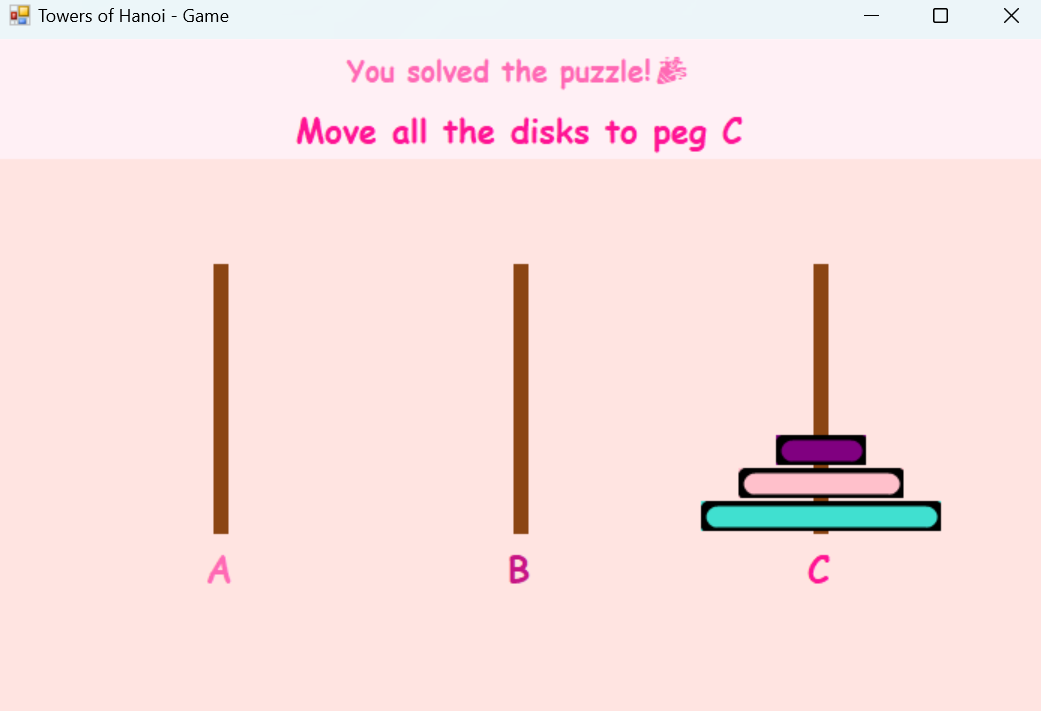 Towers of Hanoi - Game
You solved the puzzle!🎉
Move all the disks to peg C
A B C